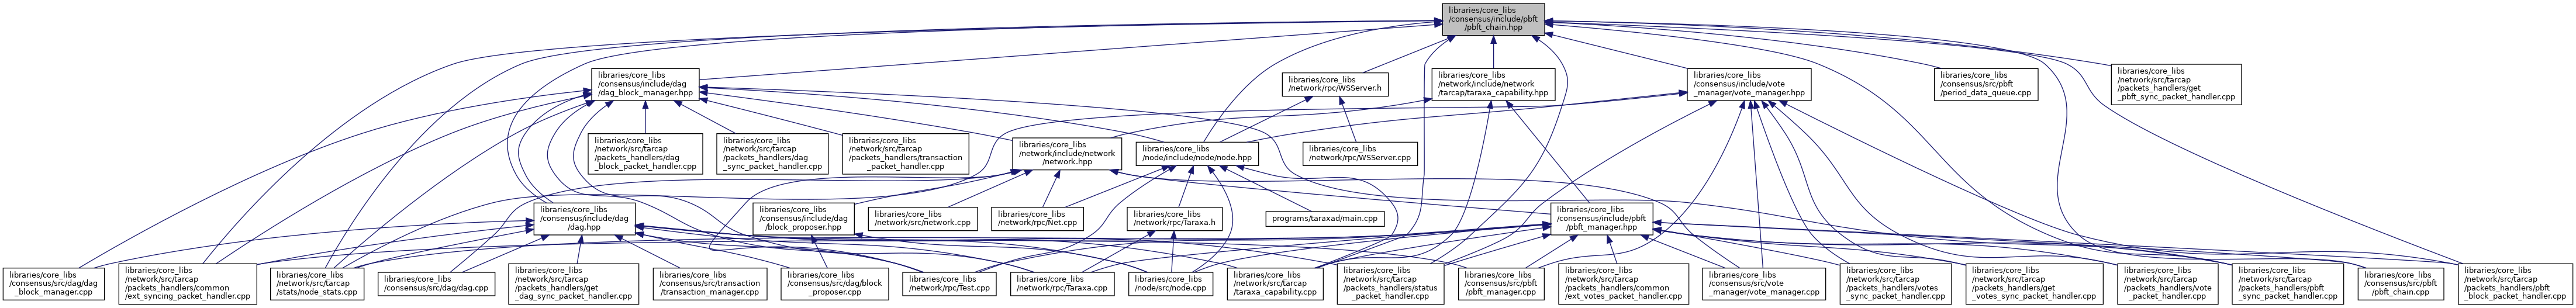 libraries/core_libs
/consensus/include/pbft
/pbft_chain.hpp
libraries/core_libs
/consensus/include/dag
/dag_block_manager.hpp
libraries/core_libs
/network/rpc/WSServer.h
libraries/core_libs
/network/include/network
/tarcap/taraxa_capability.hpp
libraries/core_libs
/consensus/include/vote
_manager/vote_manager.hpp
libraries/core_libs
/consensus/src/pbft
/period_data_queue.cpp
libraries/core_libs
/network/src/tarcap
/packets_handlers/get
_pbft_sync_packet_handler.cpp
libraries/core_libs
/network/src/tarcap
/packets_handlers/dag
_block_packet_handler.cpp
libraries/core_libs
/network/src/tarcap
/packets_handlers/dag
_sync_packet_handler.cpp
libraries/core_libs
/network/src/tarcap
/packets_handlers/transaction
_packet_handler.cpp
libraries/core_libs
/network/include/network
/network.hpp
libraries/core_libs
/node/include/node/node.hpp
libraries/core_libs
/network/rpc/WSServer.cpp
libraries/core_libs
/consensus/include/dag
/dag.hpp
libraries/core_libs
/consensus/include/dag
/block_proposer.hpp
libraries/core_libs
/network/src/network.cpp
libraries/core_libs
/network/rpc/Net.cpp
libraries/core_libs
/network/rpc/Taraxa.h
programs/taraxad/main.cpp
libraries/core_libs
/consensus/include/pbft
/pbft_manager.hpp
libraries/core_libs
/consensus/src/dag/dag
_block_manager.cpp
libraries/core_libs
/network/src/tarcap
/packets_handlers/common
/ext_syncing_packet_handler.cpp
libraries/core_libs
/network/src/tarcap
/stats/node_stats.cpp
libraries/core_libs
/consensus/src/dag/dag.cpp
libraries/core_libs
/network/src/tarcap
/packets_handlers/get
_dag_sync_packet_handler.cpp
libraries/core_libs
/consensus/src/transaction
/transaction_manager.cpp
libraries/core_libs
/consensus/src/dag/block
_proposer.cpp
libraries/core_libs
/network/rpc/Test.cpp
libraries/core_libs
/network/rpc/Taraxa.cpp
libraries/core_libs
/node/src/node.cpp
libraries/core_libs
/network/src/tarcap
/taraxa_capability.cpp
libraries/core_libs
/network/src/tarcap
/packets_handlers/status
_packet_handler.cpp
libraries/core_libs
/consensus/src/pbft
/pbft_manager.cpp
libraries/core_libs
/network/src/tarcap
/packets_handlers/common
/ext_votes_packet_handler.cpp
libraries/core_libs
/consensus/src/vote
_manager/vote_manager.cpp
libraries/core_libs
/network/src/tarcap
/packets_handlers/votes
_sync_packet_handler.cpp
libraries/core_libs
/network/src/tarcap
/packets_handlers/get
_votes_sync_packet_handler.cpp
libraries/core_libs
/network/src/tarcap
/packets_handlers/vote
_packet_handler.cpp
libraries/core_libs
/network/src/tarcap
/packets_handlers/pbft
_sync_packet_handler.cpp
libraries/core_libs
/consensus/src/pbft
/pbft_chain.cpp
libraries/core_libs
/network/src/tarcap
/packets_handlers/pbft
_block_packet_handler.cpp